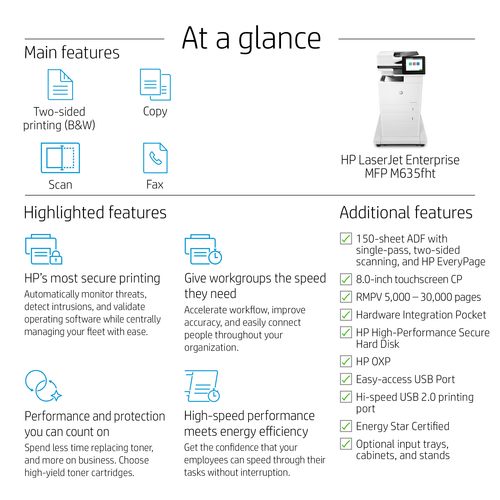 At a glance
Main features
Two-sided
printing (B&W)
Copy
Scan
Fax
HP LaserJet Enterprise
MFP M635fht
Highlighted features
HP's most secure printing
Automatically monitor threats,
detect intrusions, and validate
operating software while centrally
managing your fleet with ease.
Give workgroups the speed
they need
Accelerate workflow, improve
accuracy, and easily connect
people throughout your
organization.
Performance and protection
you can count on
Spend less time replacing toner,
and more on business. Choose
high-yield toner cartridges.
High-speed performance
meets energy efficiency
Get the confidence that your
employees can speed through their
tasks without interruption.
Additional features
150-sheet ADF with
single-pass, two-sided
scanning, and HP EveryPage
8.0-inch touchscreen CP
RMPV 5,000 – 30,000 pages
Hardware Integration Pocket
HP High-Performance Secure
Hard Disk
HP OXP
Easy-access USB Port
Hi-speed USB 2.0 printing
port
Energy Star Certified
Optional input trays,
cabinets, and stands